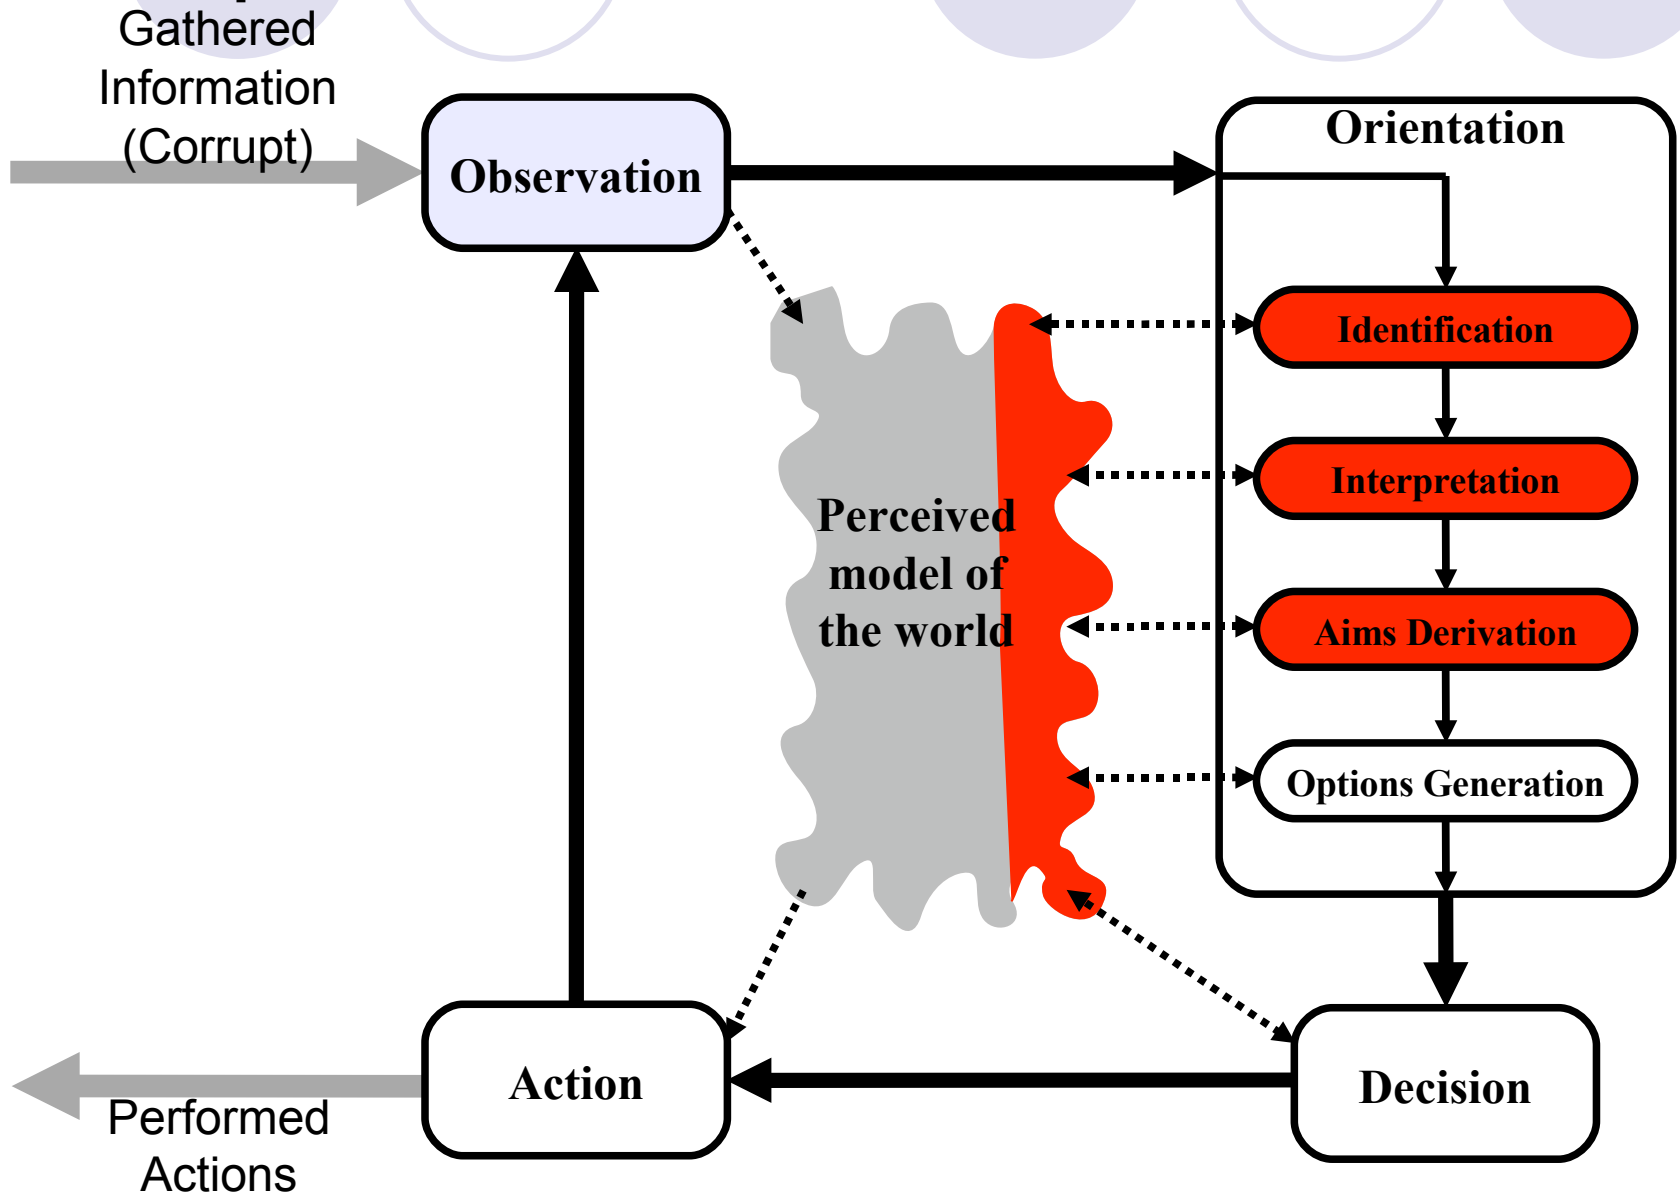 Gathered
Information
(Corrupt)
Observation
Orientation
Identification
Interpretation
Perceived
model of
the world
Aims Derivation
Options Generation
Action
Decision
Performed
Actions